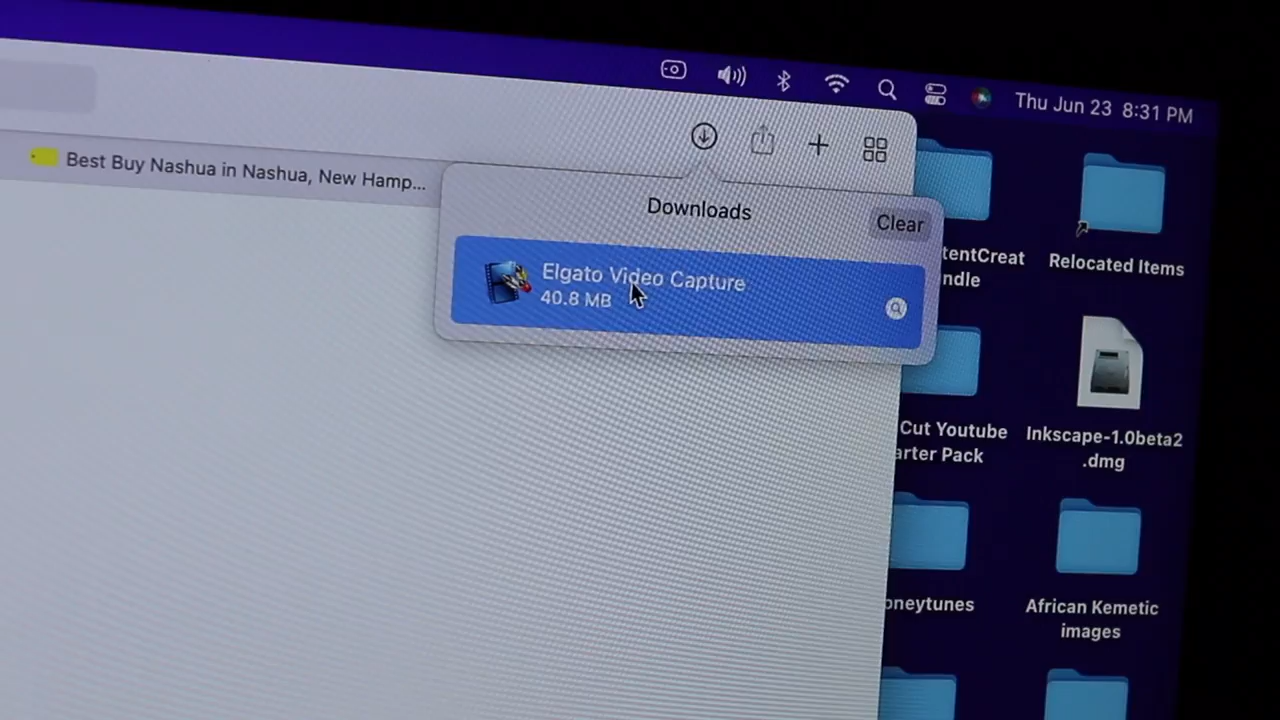 Thu Jun 23 8:31 PM
Best Buy Nashua in Nashua, New Hamp...
Downloads
Clear
Elgato Video Capture
40.8 MB
tentCreat
ndle
Relocated Items
Cut Youtube
arter Pack
Inkscape-1.0beta2
.dmg
oneytunes
African Kemetic
images